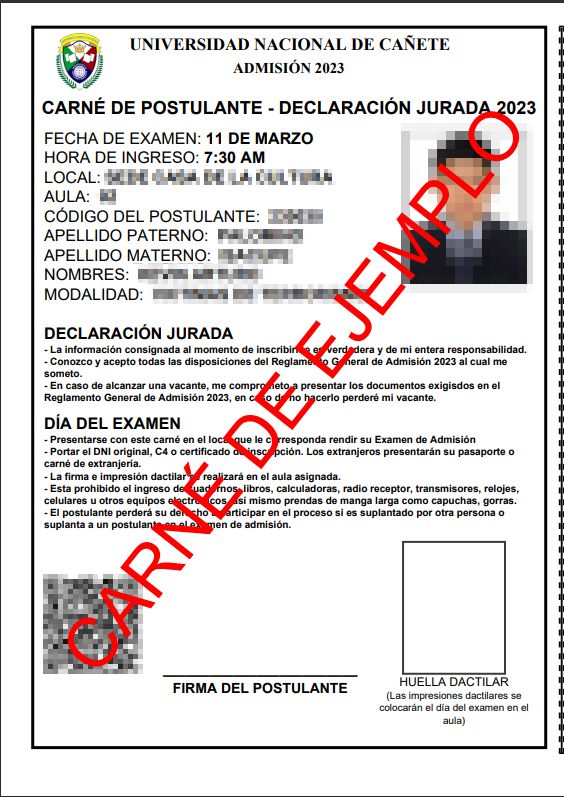 UNIVERSIDAD NACIONAL DE CAÑETE
ADMISIÓN 2023
CARNÉ DE POSTULANTE - DECLARACIÓN JURADA 2023
FECHA DE EXAMEN: 11 DE MARZO
HORA DE INGRESO: 7:30 AM
LOCAL: SEDE CASA DE LA CULTURA
AULA:
CÓDIGO DEL POSTULANTE:
APELLIDO PATERNO:
APELLIDO MATERNO:
NOMBRES:
MODALIDAD:
CARNÉ DE EJEMPLO
DECLARACIÓN JURADA
- La información consignada al momento de inscribirme es verdadera y de mi entera responsabilidad.
- Conozco y acepto todas las disposiciones del Reglamento General de Admisión 2023 al cual me
someto.
- En caso de alcanzar una vacante, me comprometo a presentar los documentos exigisdos en el
Reglamento General de Admisión 2023, en caso de no hacerlo perderé mi vacante.
DÍA DEL EXAMEN
- Presentarse con este carné en el local que le corresponda rendir su Examen de Admisión
- Portar el DNI original, C4 o certificado de inscripción. Los extranjeros presentarán su pasaporte o
carné de extranjería.
- La firma e impresión dactilar se realizará en el aula asignada.
- Esta prohibido el ingreso de cuadernos, libros, calculadoras, radio receptor, transmisores, relojes,
celulares u otros equipos electrónicos, así mismo prendas de manga larga como capuchas, gorras.
- El postulante perderá su derecho a participar en el proceso si es suplantado por otra persona o
suplanta a un postulante en el examen de admisión.
FIRMA DEL POSTULANTE
HUELLA DACTILAR
(Las impresiones dactilares se
colocarán el día del examen en el
aula)